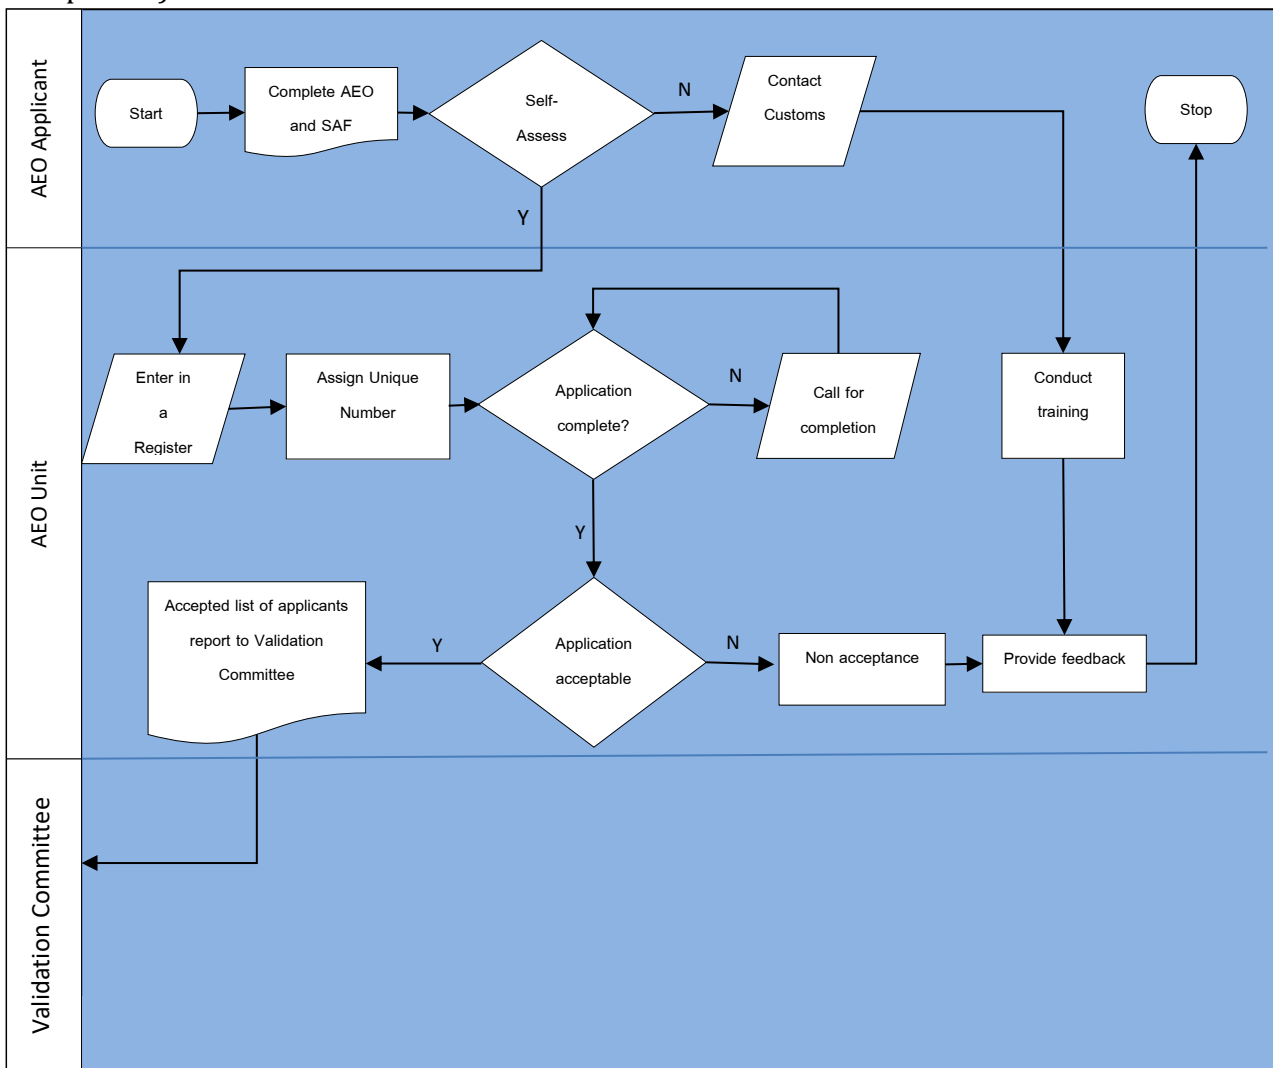 AEO Applicant
Start
Complete AEO
and SAF
Self-
Assess
N
Contact
Customs
Stop
Y
AEO Unit
Enter in
a
Register
Assign Unique
Number
Application
complete?
N
Call for
completion
Conduct
training
Y
Accepted list of applicants
report to Validation
Committee
Y
Application
acceptable
N
Non acceptance
Provide feedback
Validation Committee